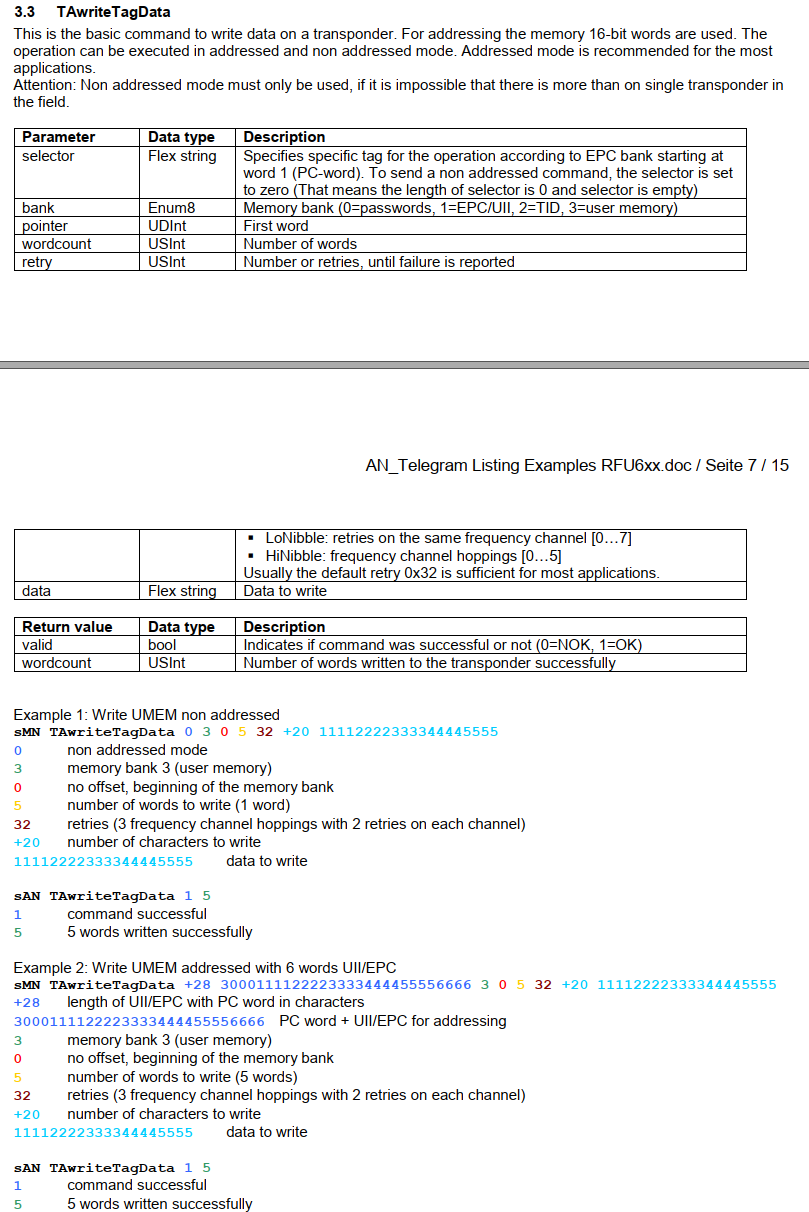 3.3 TAwriteTagData
This is the basic command to write data on a transponder. For addressing the memory 16-bit words are used. The
operation can be executed in addressed and non addressed mode. Addressed mode is recommended for the most
applications.
Attention: Non addressed mode must only be used, if it is impossible that there is more than on single transponder in
the field.
Parameter Data type Description
selector Flex string Specifies specific tag for the operation according to EPC bank starting at
word 1 (PC-word). To send a non addressed command, the selector is set
to zero (That means the length of selector is 0 and selector is empty)
bank Enum8 Memory bank (0=passwords, 1=EPC/UII, 2=TID, 3=user memory)
pointer UDInt First word
wordcount USInt Number of words
retry USInt Number or retries, until failure is reported
AN_Telegram Listing Examples RFU6xx.doc / Seite 7 / 15
▪ LoNibble: retries on the same frequency channel [0…7]
▪ HiNibble: frequency channel hoppings [0…5]
Usually the default retry 0x32 is sufficient for most applications.
data Flex string Data to write
Return value Data type Description
valid bool Indicates if command was successful or not (0=NOK, 1=OK)
wordcount USInt Number of words written to the transponder successfully
Example 1: Write UMEM non addressed
sMN TAwriteTagData 0 3 0 5 32 +20 11112222333344445555
0 non addressed mode
3 memory bank 3 (user memory)
0 no offset, beginning of the memory bank
5 number of words to write (1 word)
32 retries (3 frequency channel hoppings with 2 retries on each channel)
+20 number of characters to write
11112222333344445555 data to write
sAN TAwriteTagData 1 5
1 command successful
5 5 words written successfully
Example 2: Write UMEM addressed with 6 words UII/EPC
sMN TAwriteTagData +28 3000111122223333444455556666 3 0 5 32 +20 11112222333344445555
+28 length of UII/EPC with PC word in characters
3000111122223333444455556666 PC word + UII/EPC for addressing
3 memory bank 3 (user memory)
0 no offset, beginning of the memory bank
5 number of words to write (5 words)
32 retries (3 frequency channel hoppings with 2 retries on each channel)
+20 number of characters to write
11112222333344445555 data to write
sAN TAwriteTagData 1 5
1 command successful
5 5 words written successfully